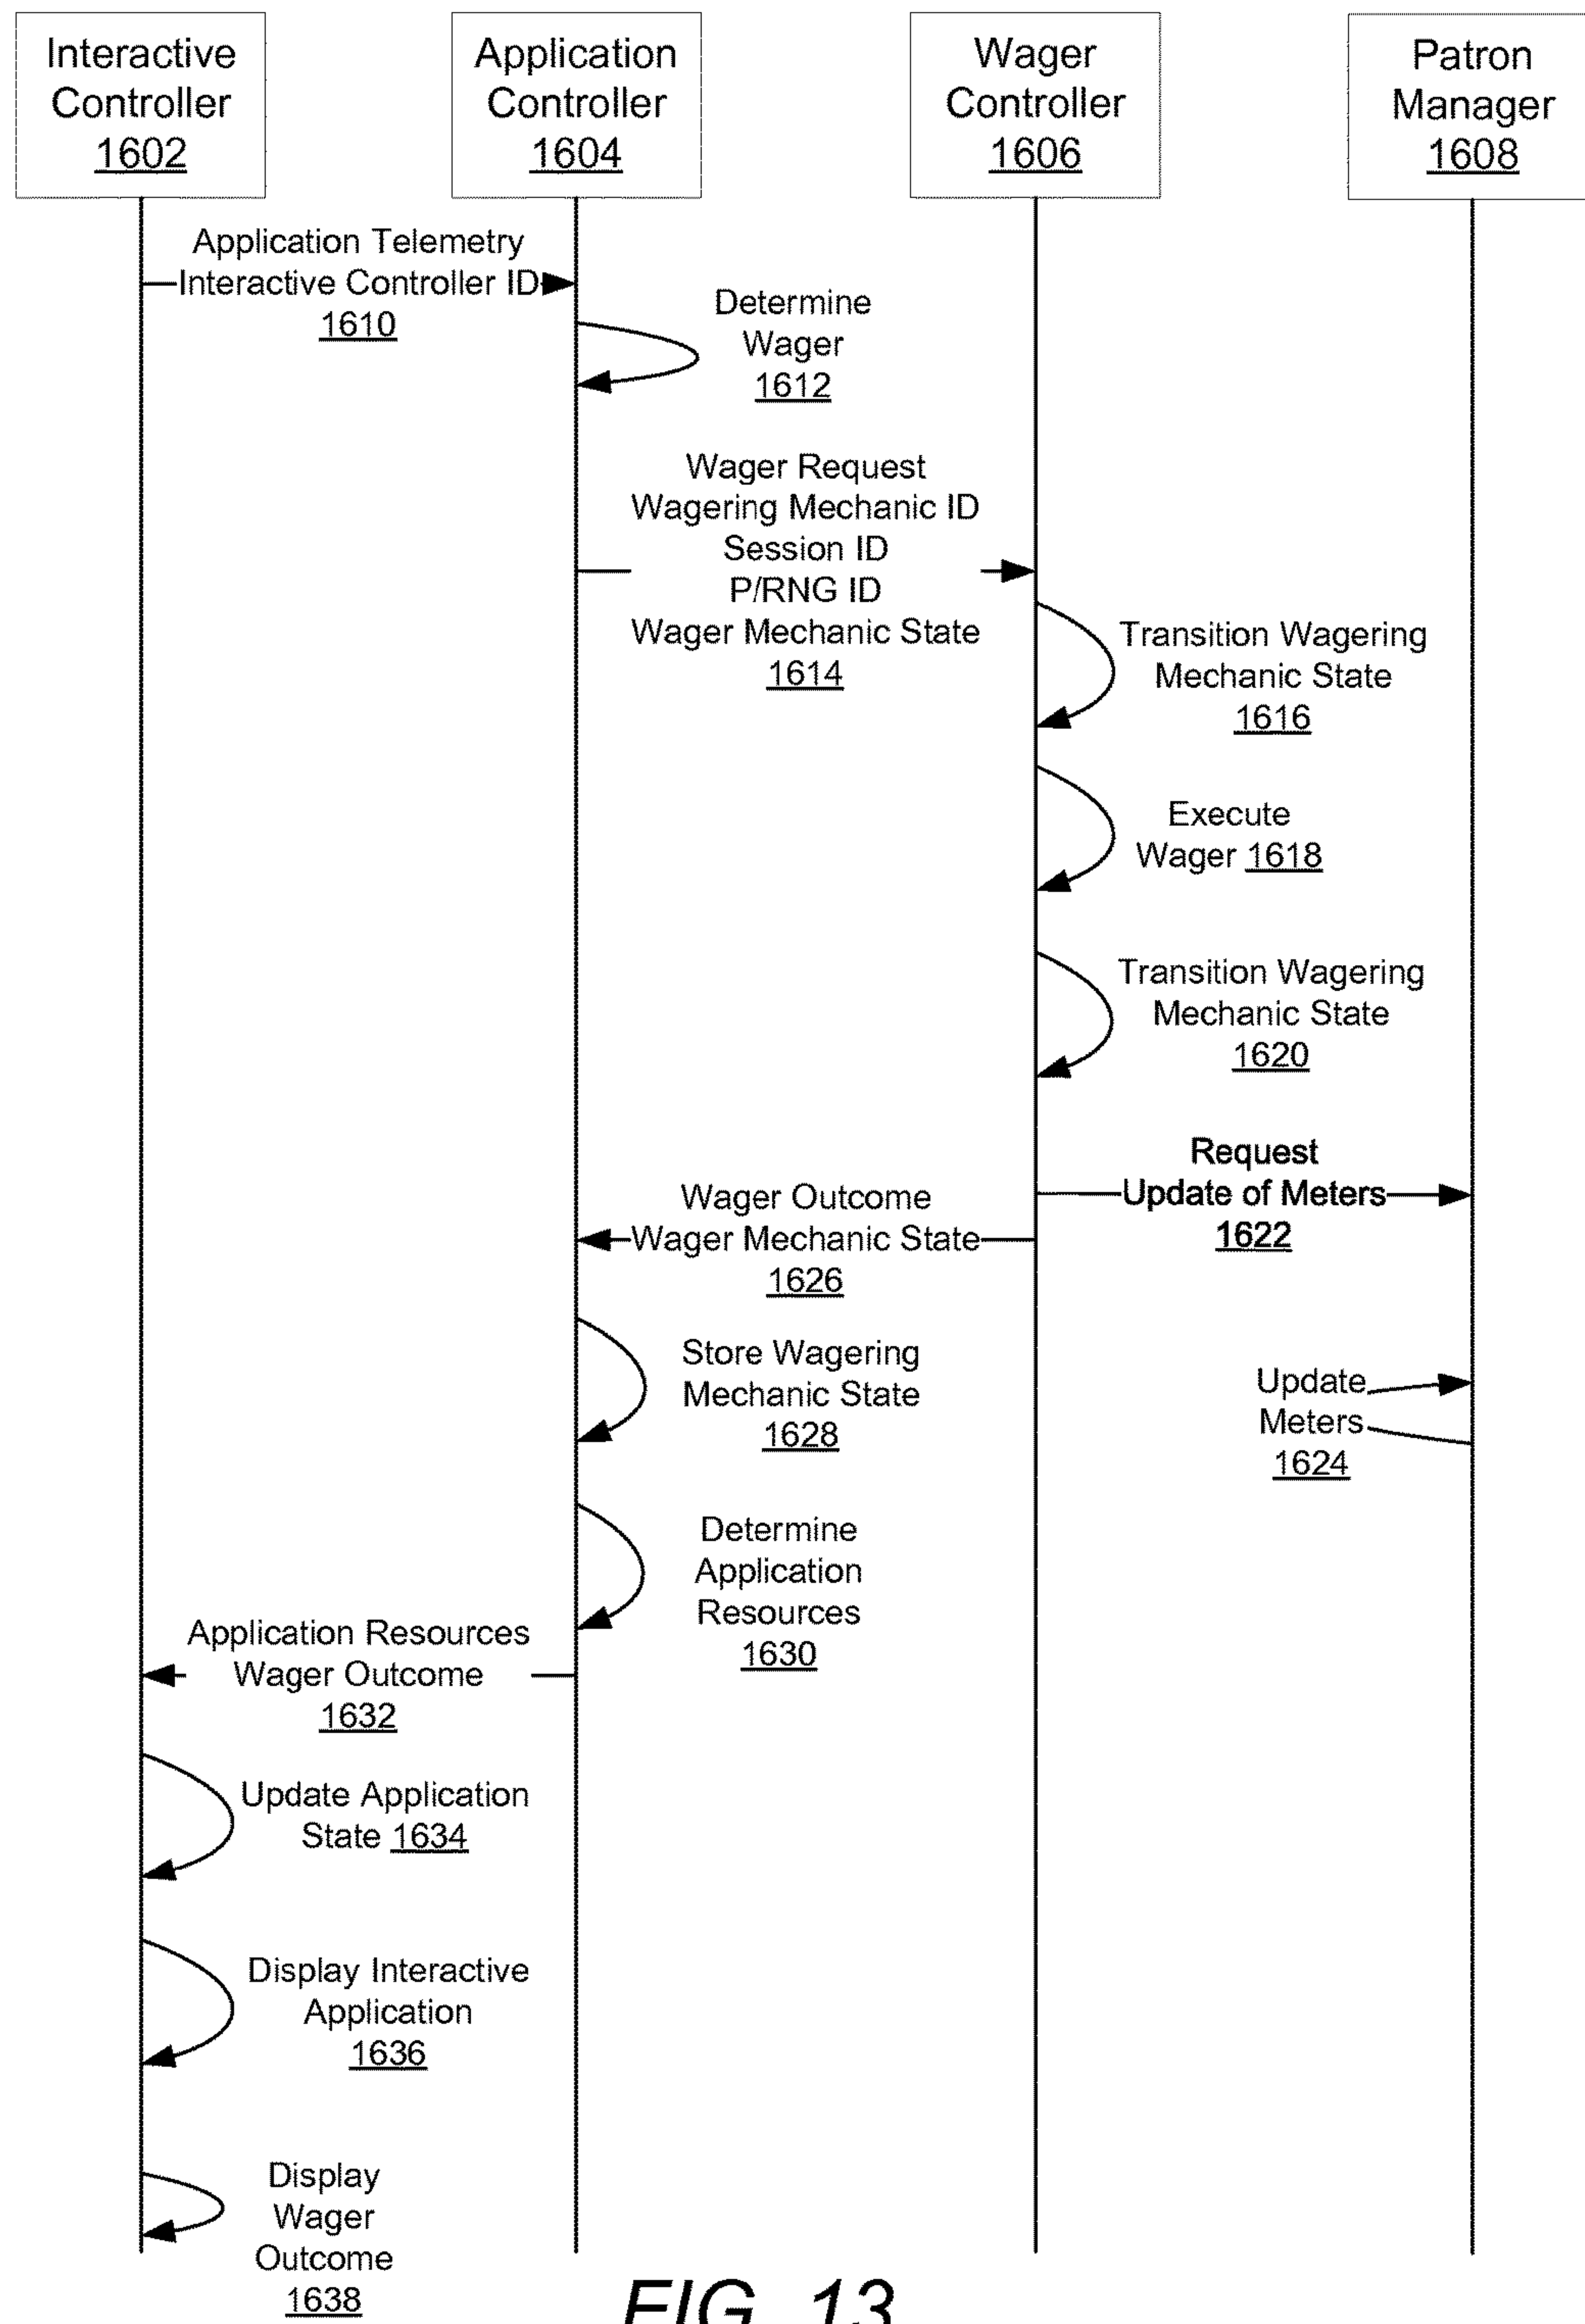 Interactive
Controller
1602
Application
Controller
1604
Wager
Controller
1606
Patron
Manager
1608
Application Telemetry
Interactive Controller ID
1610
Determine
Wager
1612
Wager Request
Wagering Mechanic ID
Session ID
P/RNG ID
Wager Mechanic State
1614
Transition Wagering
Mechanic State
1616
Execute
Wager 1618
Transition Wagering
Mechanic State
1620
Request
Update of Meters
1622
Wager Outcome
Wager Mechanic State
1626
Store Wagering
Mechanic State
1628
Update
Meters
1624
Determine
Application
Resources
1630
Application Resources
Wager Outcome
1632
Update Application
State 1634
Display Interactive
Application
1636
Display
Wager
Outcome
1638
FIG. 13